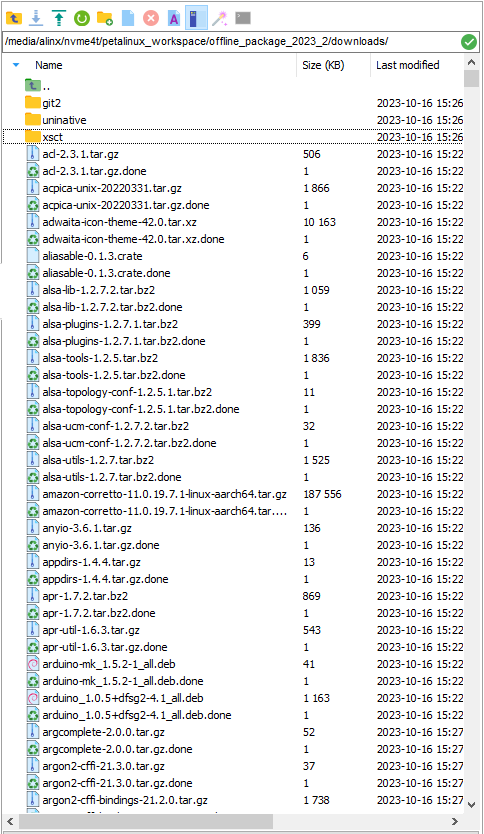 /media/alinx/nvme4t/petalinux_workspace/offline_package_2023_2/downloads/
Name Size (KB) Last modified
..
git2 2023-10-16 15:26
uninative 2023-10-16 15:26
xsct 2023-10-16 15:26
acl-2.3.1.tar.gz 506 2023-10-16 15:22
acl-2.3.1.tar.gz.done 1 2023-10-16 15:22
acpica-unix-20220331.tar.gz 1 866 2023-10-16 15:22
acpica-unix-20220331.tar.gz.done 1 2023-10-16 15:22
adwaita-icon-theme-42.0.tar.xz 10 163 2023-10-16 15:22
adwaita-icon-theme-42.0.tar.xz.done 1 2023-10-16 15:22
aliasable-0.1.3.crate 6 2023-10-16 15:22
aliasable-0.1.3.crate.done 1 2023-10-16 15:22
alsa-lib-1.2.7.2.tar.bz2 1 059 2023-10-16 15:22
alsa-lib-1.2.7.2.tar.bz2.done 1 2023-10-16 15:22
alsa-plugins-1.2.7.1.tar.bz2 399 2023-10-16 15:22
alsa-plugins-1.2.7.1.tar.bz2.done 1 2023-10-16 15:22
alsa-tools-1.2.5.tar.bz2 1 836 2023-10-16 15:22
alsa-tools-1.2.5.tar.bz2.done 1 2023-10-16 15:22
alsa-topology-conf-1.2.5.1.tar.bz2 11 2023-10-16 15:22
alsa-topology-conf-1.2.5.1.tar.bz2.done 1 2023-10-16 15:22
alsa-ucm-conf-1.2.7.2.tar.bz2 32 2023-10-16 15:22
alsa-ucm-conf-1.2.7.2.tar.bz2.done 1 2023-10-16 15:22
alsa-utils-1.2.7.tar.bz2 1 525 2023-10-16 15:22
alsa-utils-1.2.7.tar.bz2.done 1 2023-10-16 15:22
amazon-corretto-11.0.19.7.1-linux-aarch64.tar.gz 187 556 2023-10-16 15:22
amazon-corretto-11.0.19.7.1-linux-aarch64.tar.... 1 2023-10-16 15:22
anyio-3.6.1.tar.gz 136 2023-10-16 15:22
anyio-3.6.1.tar.gz.done 1 2023-10-16 15:22
appdirs-1.4.4.tar.gz 13 2023-10-16 15:22
appdirs-1.4.4.tar.gz.done 1 2023-10-16 15:22
apr-1.7.2.tar.bz2 869 2023-10-16 15:22
apr-1.7.2.tar.bz2.done 1 2023-10-16 15:22
apr-util-1.6.3.tar.gz 543 2023-10-16 15:22
apr-util-1.6.3.tar.gz.done 1 2023-10-16 15:22
arduino-mk_1.5.2-1_all.deb 41 2023-10-16 15:22
arduino-mk_1.5.2-1_all.deb.done 1 2023-10-16 15:22
arduino_1.0.5+dfsg2-4.1_all.deb 1 163 2023-10-16 15:22
arduino_1.0.5+dfsg2-4.1_all.deb.done 1 2023-10-16 15:22
argcomplete-2.0.0.tar.gz 52 2023-10-16 15:27
argcomplete-2.0.0.tar.gz.done 1 2023-10-16 15:27
argon2-cffi-21.3.0.tar.gz 37 2023-10-16 15:22
argon2-cffi-21.3.0.tar.gz.done 1 2023-10-16 15:22
argon2-cffi-bindings-21.2.0.tar.gz 1 738 2023-10-16 15:27